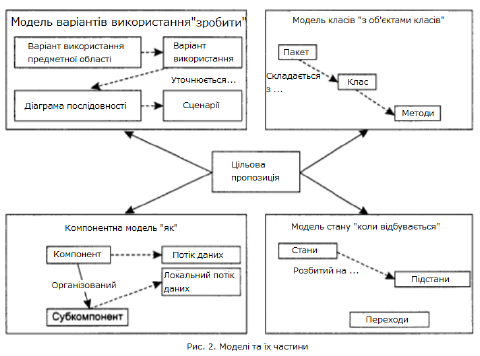 Модель варіантів використання"зробити"
Варіант використання
предметної області
Варіант
використання
Уточнюється...
Діаграма послідовності
Сценарії
Модель класів "з об'єктами класів"
Пакет
Складається
з ...
Клас
Методи
Цільова
пропозиція
Компонентна модель "як"
Компонент
Потік даних
Організований
Локальний потік
даних
Субкомпонент
Модель стану "коли відбувається"
Стани
Розбитий на ...
Підстани
Переходи
Рис. 2. Моделі та їх частини